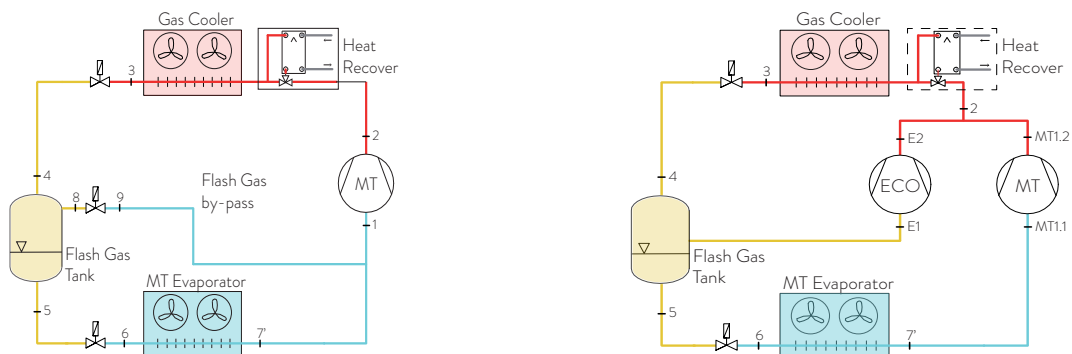 Gas Cooler
Heat
Recover
3
2
4
MT
Flash Gas
by-pass
8
9
1
Flash Gas
Tank
MT Evaporator
5
6
7'
Gas Cooler
Heat
Recover
3
2
E2
MT1.2
4
ECO
MT
E1
MT1.1
Flash Gas
Tank
MT Evaporator
5
6
7'